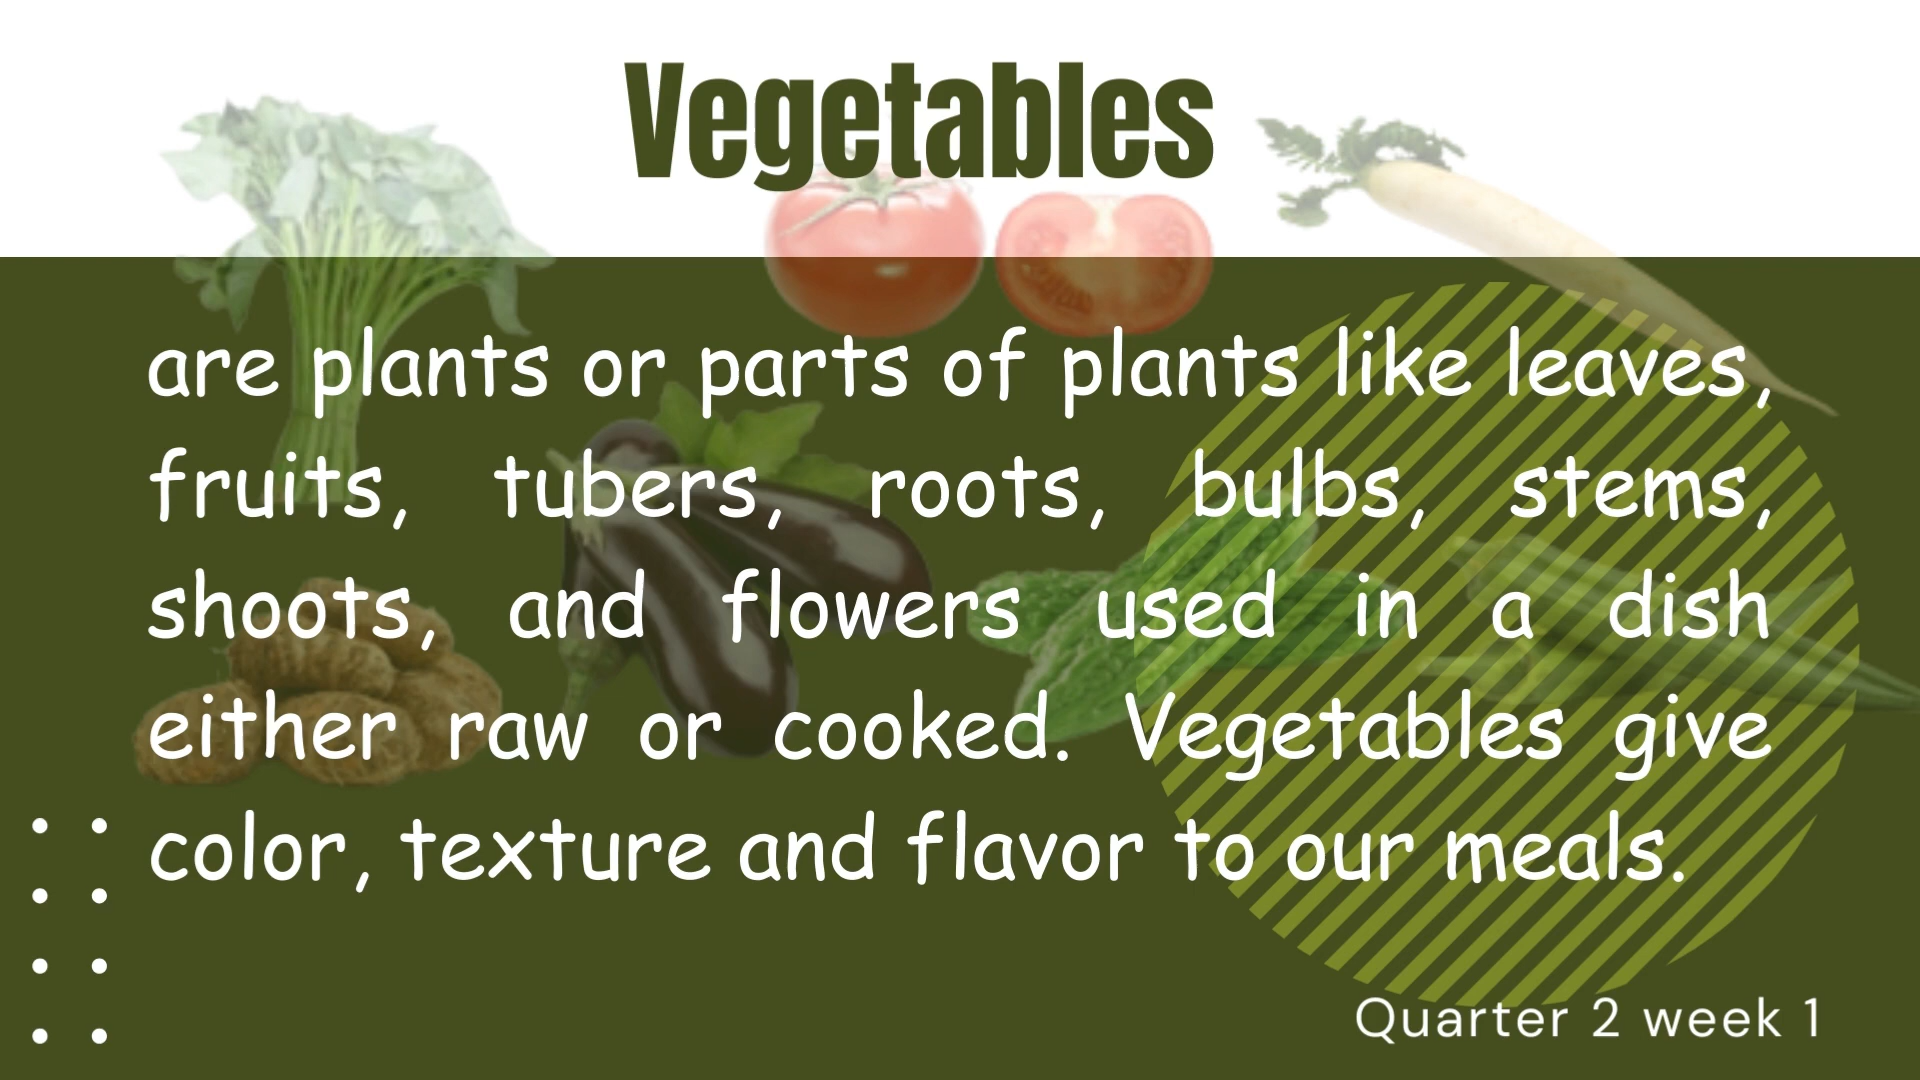 Vegetables
are plants or parts of plants like leaves,
fruits, tubers, roots, bulbs, stems,
shoots, and flowers used in a dish
either raw or cooked. Vegetables give
color, texture and flavor to our meals.
Quarter 2 week 1